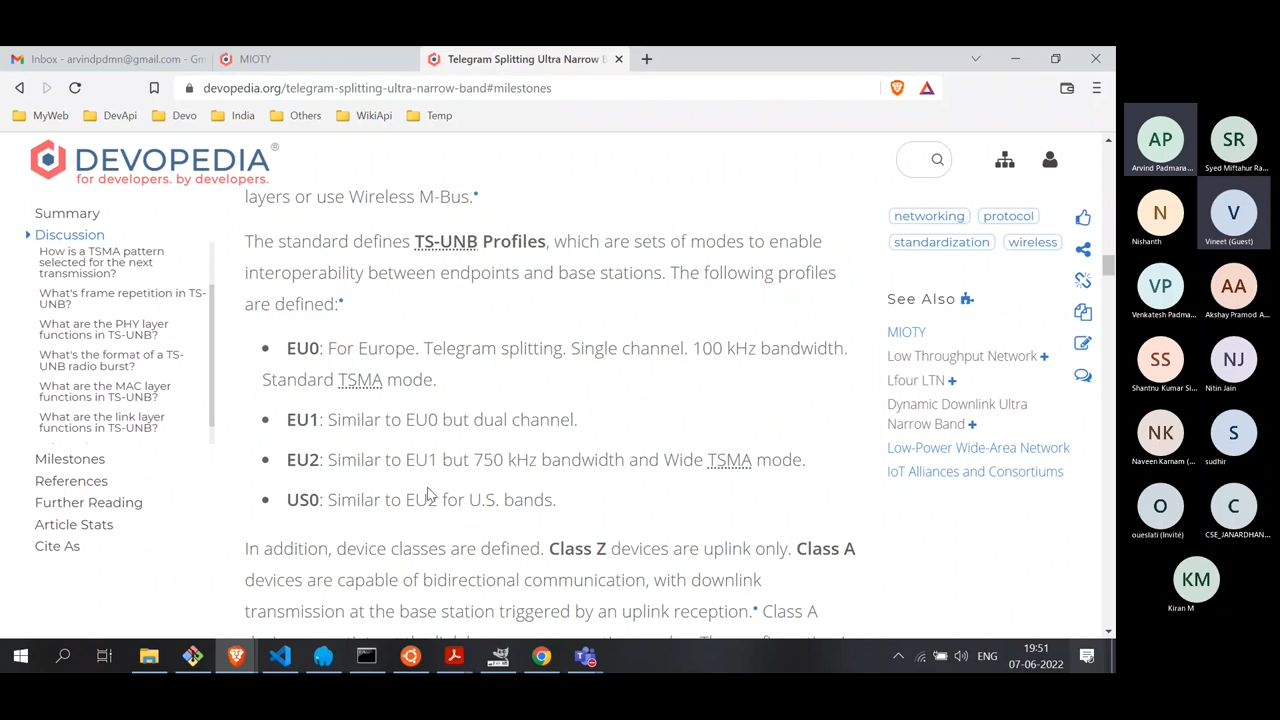 Inbox - arvindpdmn@gmail.com - Gm
MIOTY
Telegram Splitting Ultra Narrow B
devopedia.org/telegram-splitting-ultra-narrow-band#milestones
MyWeb
DevApi
Devo
India
Others
WikiApi
Temp
DEVOPEDIA®
for developers. by developers.
Summary
Discussion
How is a TSMA pattern
selected for the next
transmission?
What's frame repetition in TS-
UNB?
What are the PHY layer
functions in TS-UNB?
What's the format of a TS-
UNB radio burst?
What are the MAC layer
functions in TS-UNB?
What are the link layer
functions in TS-UNB?
Milestones
References
Further Reading
Article Stats
Cite As
layers or use Wireless M-Bus.
The standard defines TS-UNB Profiles, which are sets of modes to enable
interoperability between endpoints and base stations. The following profiles
are defined:
• EU0: For Europe. Telegram splitting. Single channel. 100 kHz bandwidth.
Standard TSMA mode.
• EU1: Similar to EU0 but dual channel.
• EU2: Similar to EU1 but 750 kHz bandwidth and Wide TSMA mode.
• US0: Similar to EU2 for U.S. bands.
In addition, device classes are defined. Class Z devices are uplink only. Class A
devices are capable of bidirectional communication, with downlink
transmission at the base station triggered by an uplink reception. Class A
networking
protocol
standardization
wireless
See Also
MIOTY
Low Throughput Network +
Lfour LTN +
Dynamic Downlink Ultra
Narrow Band +
Low-Power Wide-Area Network
IoT Alliances and Consortiums
ENG
19:51
07-06-2022
AP
Arvind Padmana...
SR
Syed Miftahur Ra...
N
Nishanth
V
Vineet (Guest)
VP
Venkatesh Padma...
AA
Akshay Pramod A...
SS
Shantnu Kumar Si...
NJ
Nitin Jain
NK
Naveen Karnam (...
S
sudhir
O
oueslati (Invité)
C
CSE_JANARDHAN...
KM
Kiran M